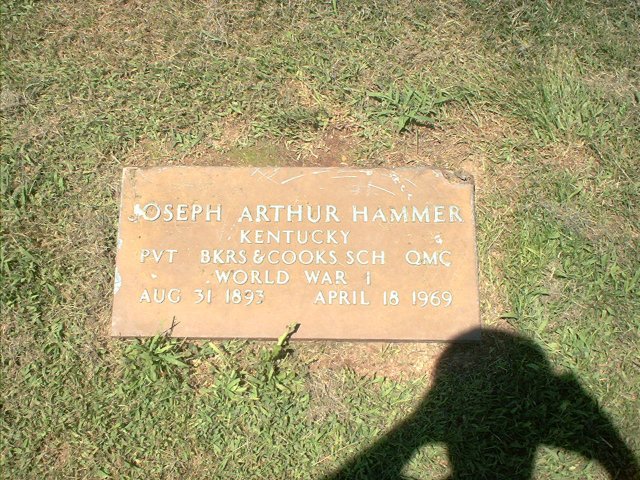 JOSEPH ARTHUR HAMMER
KENTUCKY
PVT BKRS & COOKS SCH QMC
WORLD WAR I
AUG 31 1893 APRIL 18 1969